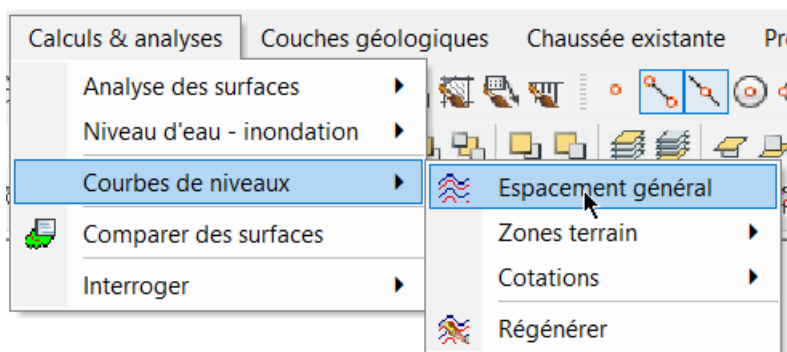 Calculs & analyses Couches géologiques Chaussée existante Pr
Analyse des surfaces
Niveau d'eau - inondation
Courbes de niveaux
Espacement général
Zones terrain
Comparer des surfaces
Cotations
Interroger
Régénérer